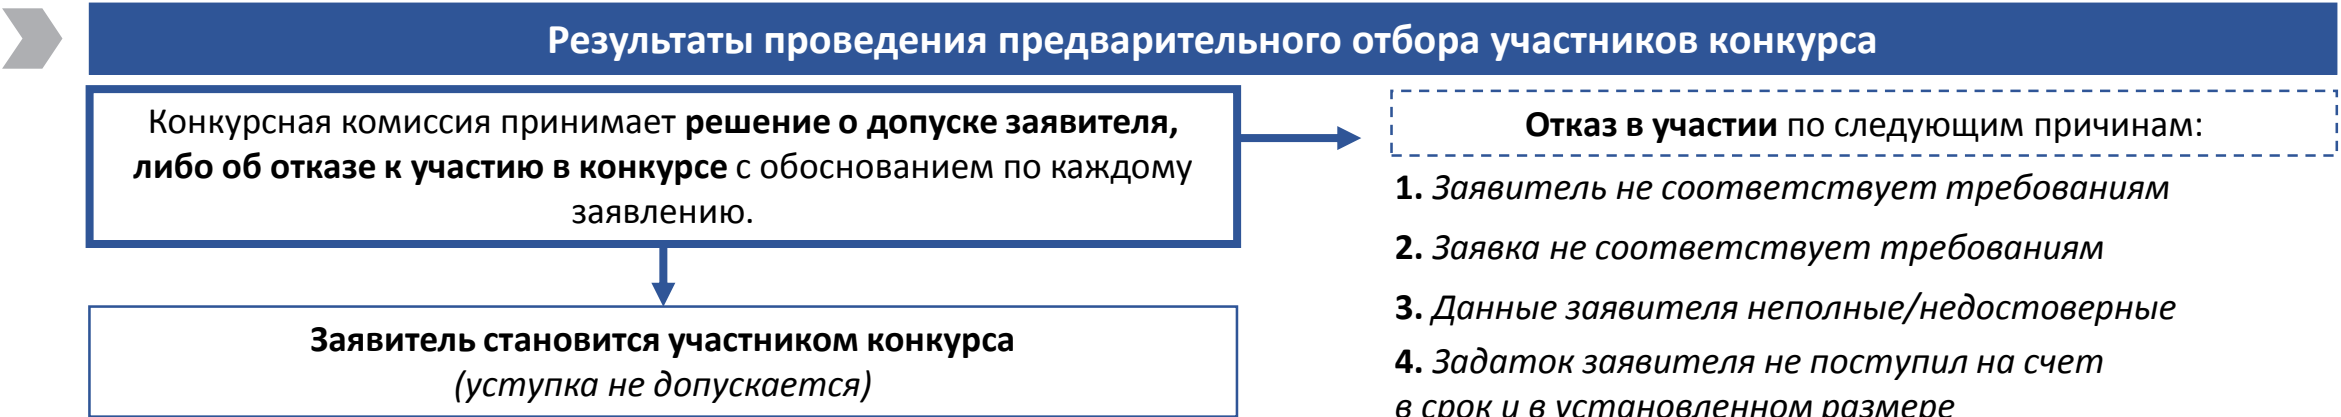 Результаты проведения предварительного отбора участников конкурса
Конкурсная комиссия принимает решение о допуске заявителя,
либо об отказе к участию в конкурсе с обоснованием по каждому
заявлению.
Заявитель становится участником конкурса
(уступка не допускается)
Отказ в участии по следующим причинам:
1. Заявитель не соответствует требованиям
2. Заявка не соответствует требованиям
3. Данные заявителя неполные/недостоверные
4. Задаток заявителя не поступил на счет
в срок и в установленном размере